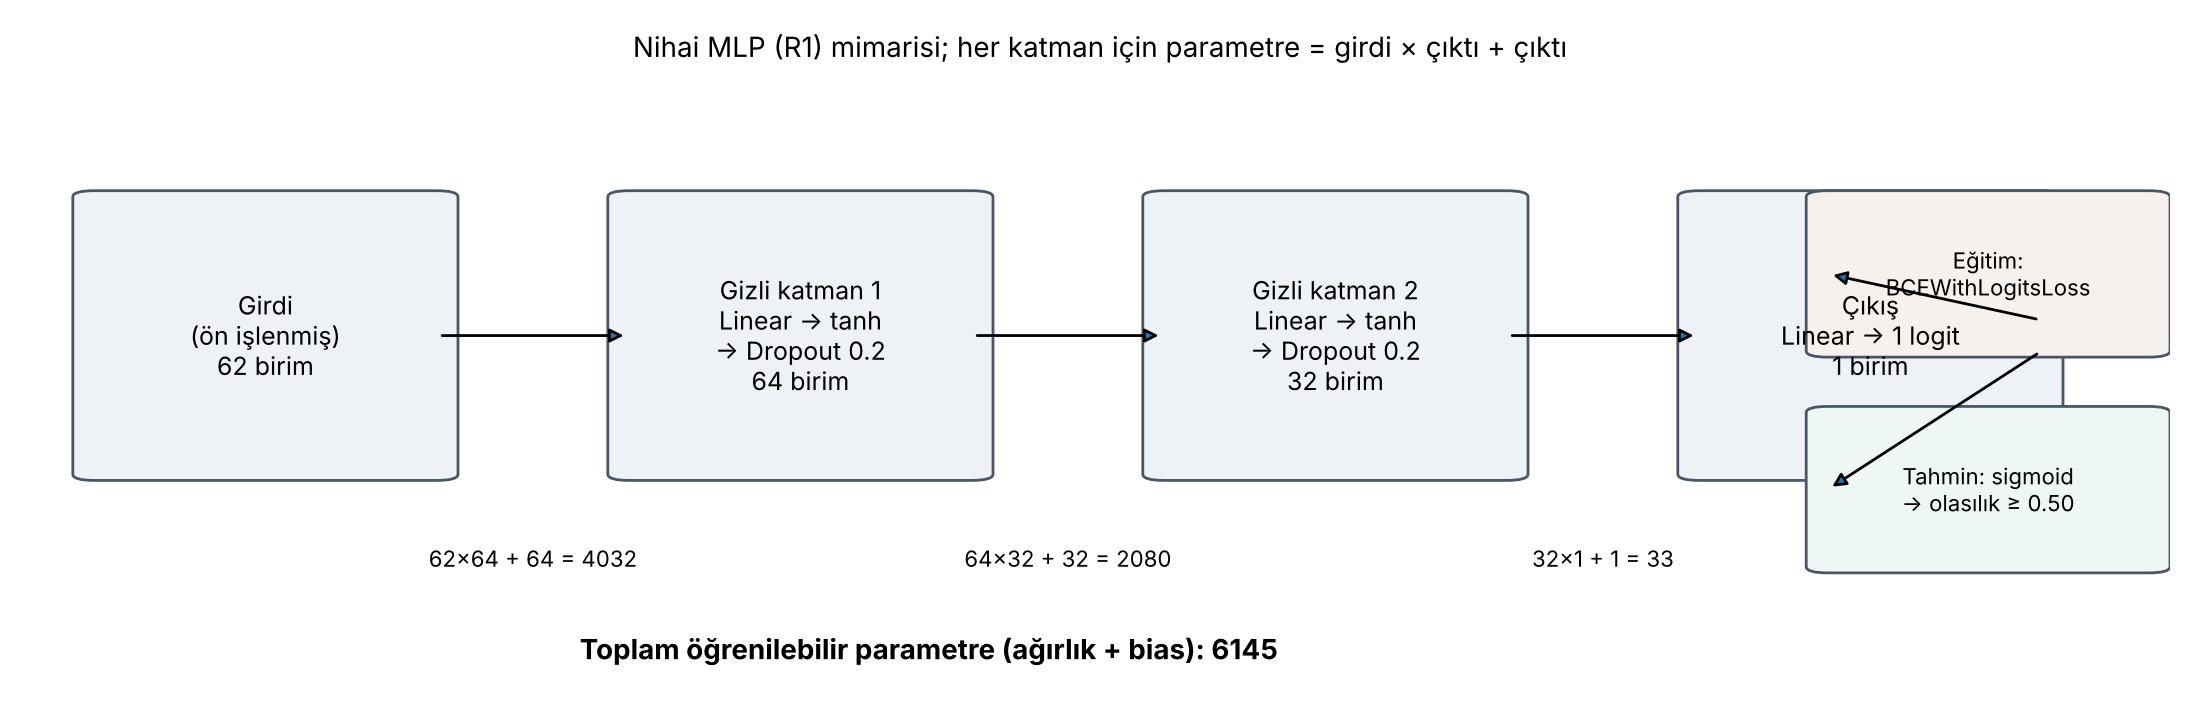 Nihai MLP (R1) mimarisi; her katman için parametre = girdi × çıktı + çıktı
Girdi
(ön işlenmiş)
62 birim
Gizli katman 1
Linear → tanh
→ Dropout 0.2
64 birim
Gizli katman 2
Linear → tanh
→ Dropout 0.2
32 birim
Çıkış
Linear → 1 logit
1 birim
Eğitim:
BCEWithLogitsLoss
Tahmin: sigmoid
→ olasılık ≥ 0.50
62×64 + 64 = 4032
64×32 + 32 = 2080
32×1 + 1 = 33
Toplam öğrenilebilir parametre (ağırlık + bias): 6145